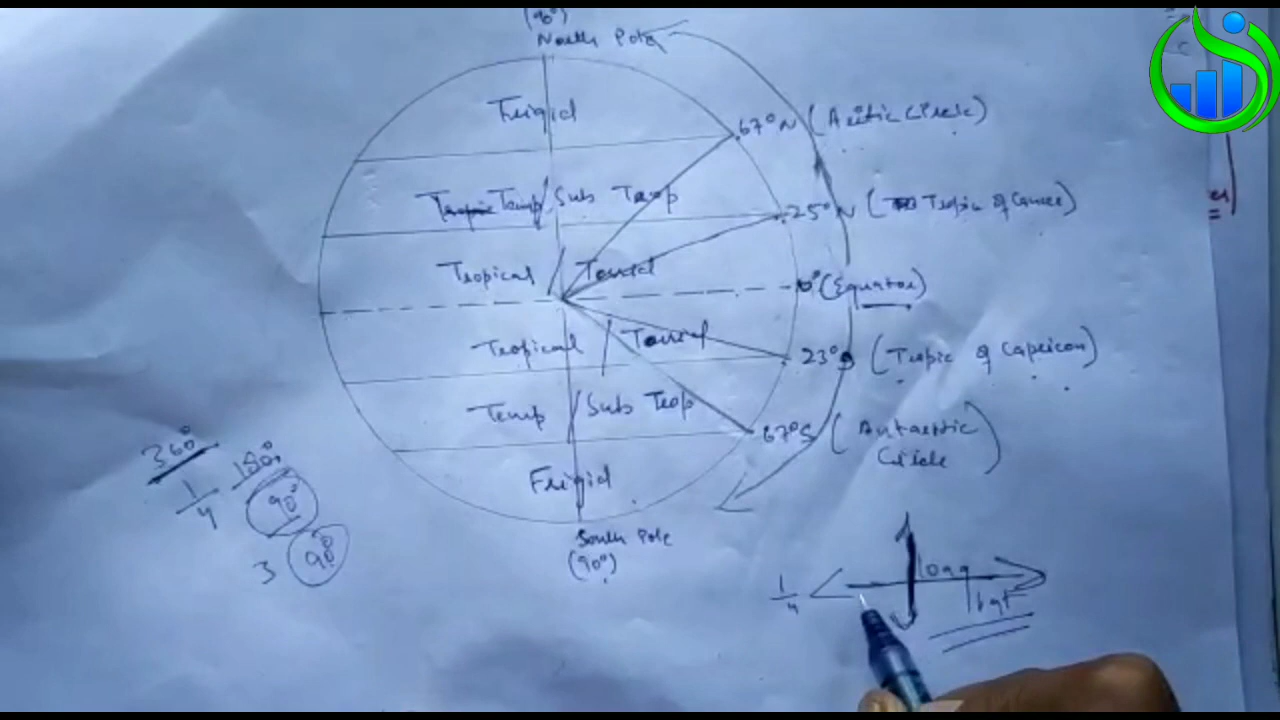 (90°)
North Pole
Frigid
67°N (Arctic Circle)
Temp / Sub Trop
25°N ( Tropic of Cancer)
Tropical / Torrid
0° (Equator)
Tropical / Torrid
23°S (Tropic of Capricon)
Temp / Sub Trop
67°S (Antarctic
Circle)
Frigid
South Pole
(90°)
360°
180°
1/4
90°
3 90°
long
1/4
lat